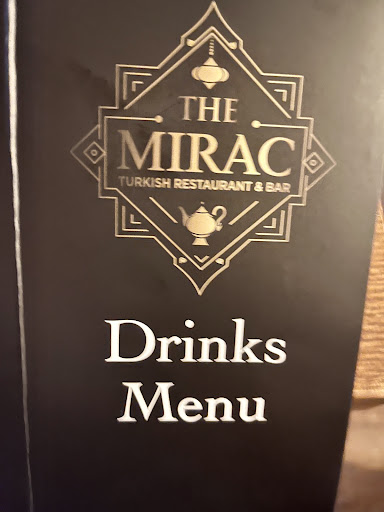 THE
MIRAC
TURKISH RESTAURANT & BAR
Drinks
Menu